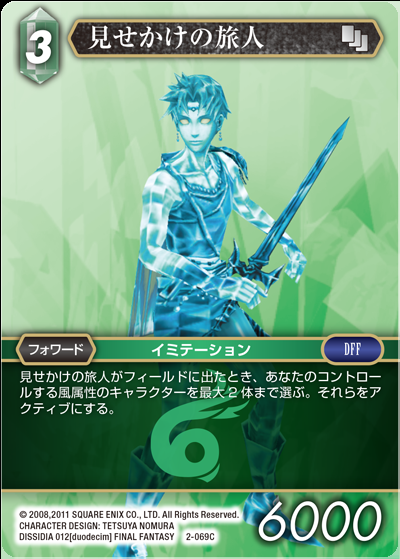 3
見せかけの旅人
フォワード
イミテーション
DFF
見せかけの旅人がフィールドに出たとき、あなたのコントロー
ルする風属性のキャラクターを最大2体まで選ぶ。それらをア
クティブにする。
6
© 2008,2011 SQUARE ENIX CO., LTD. All Rights Reserved.
CHARACTER DESIGN: TETSUYA NOMURA
DISSIDIA 012[duodecim] FINAL FANTASY 2-069C
6000